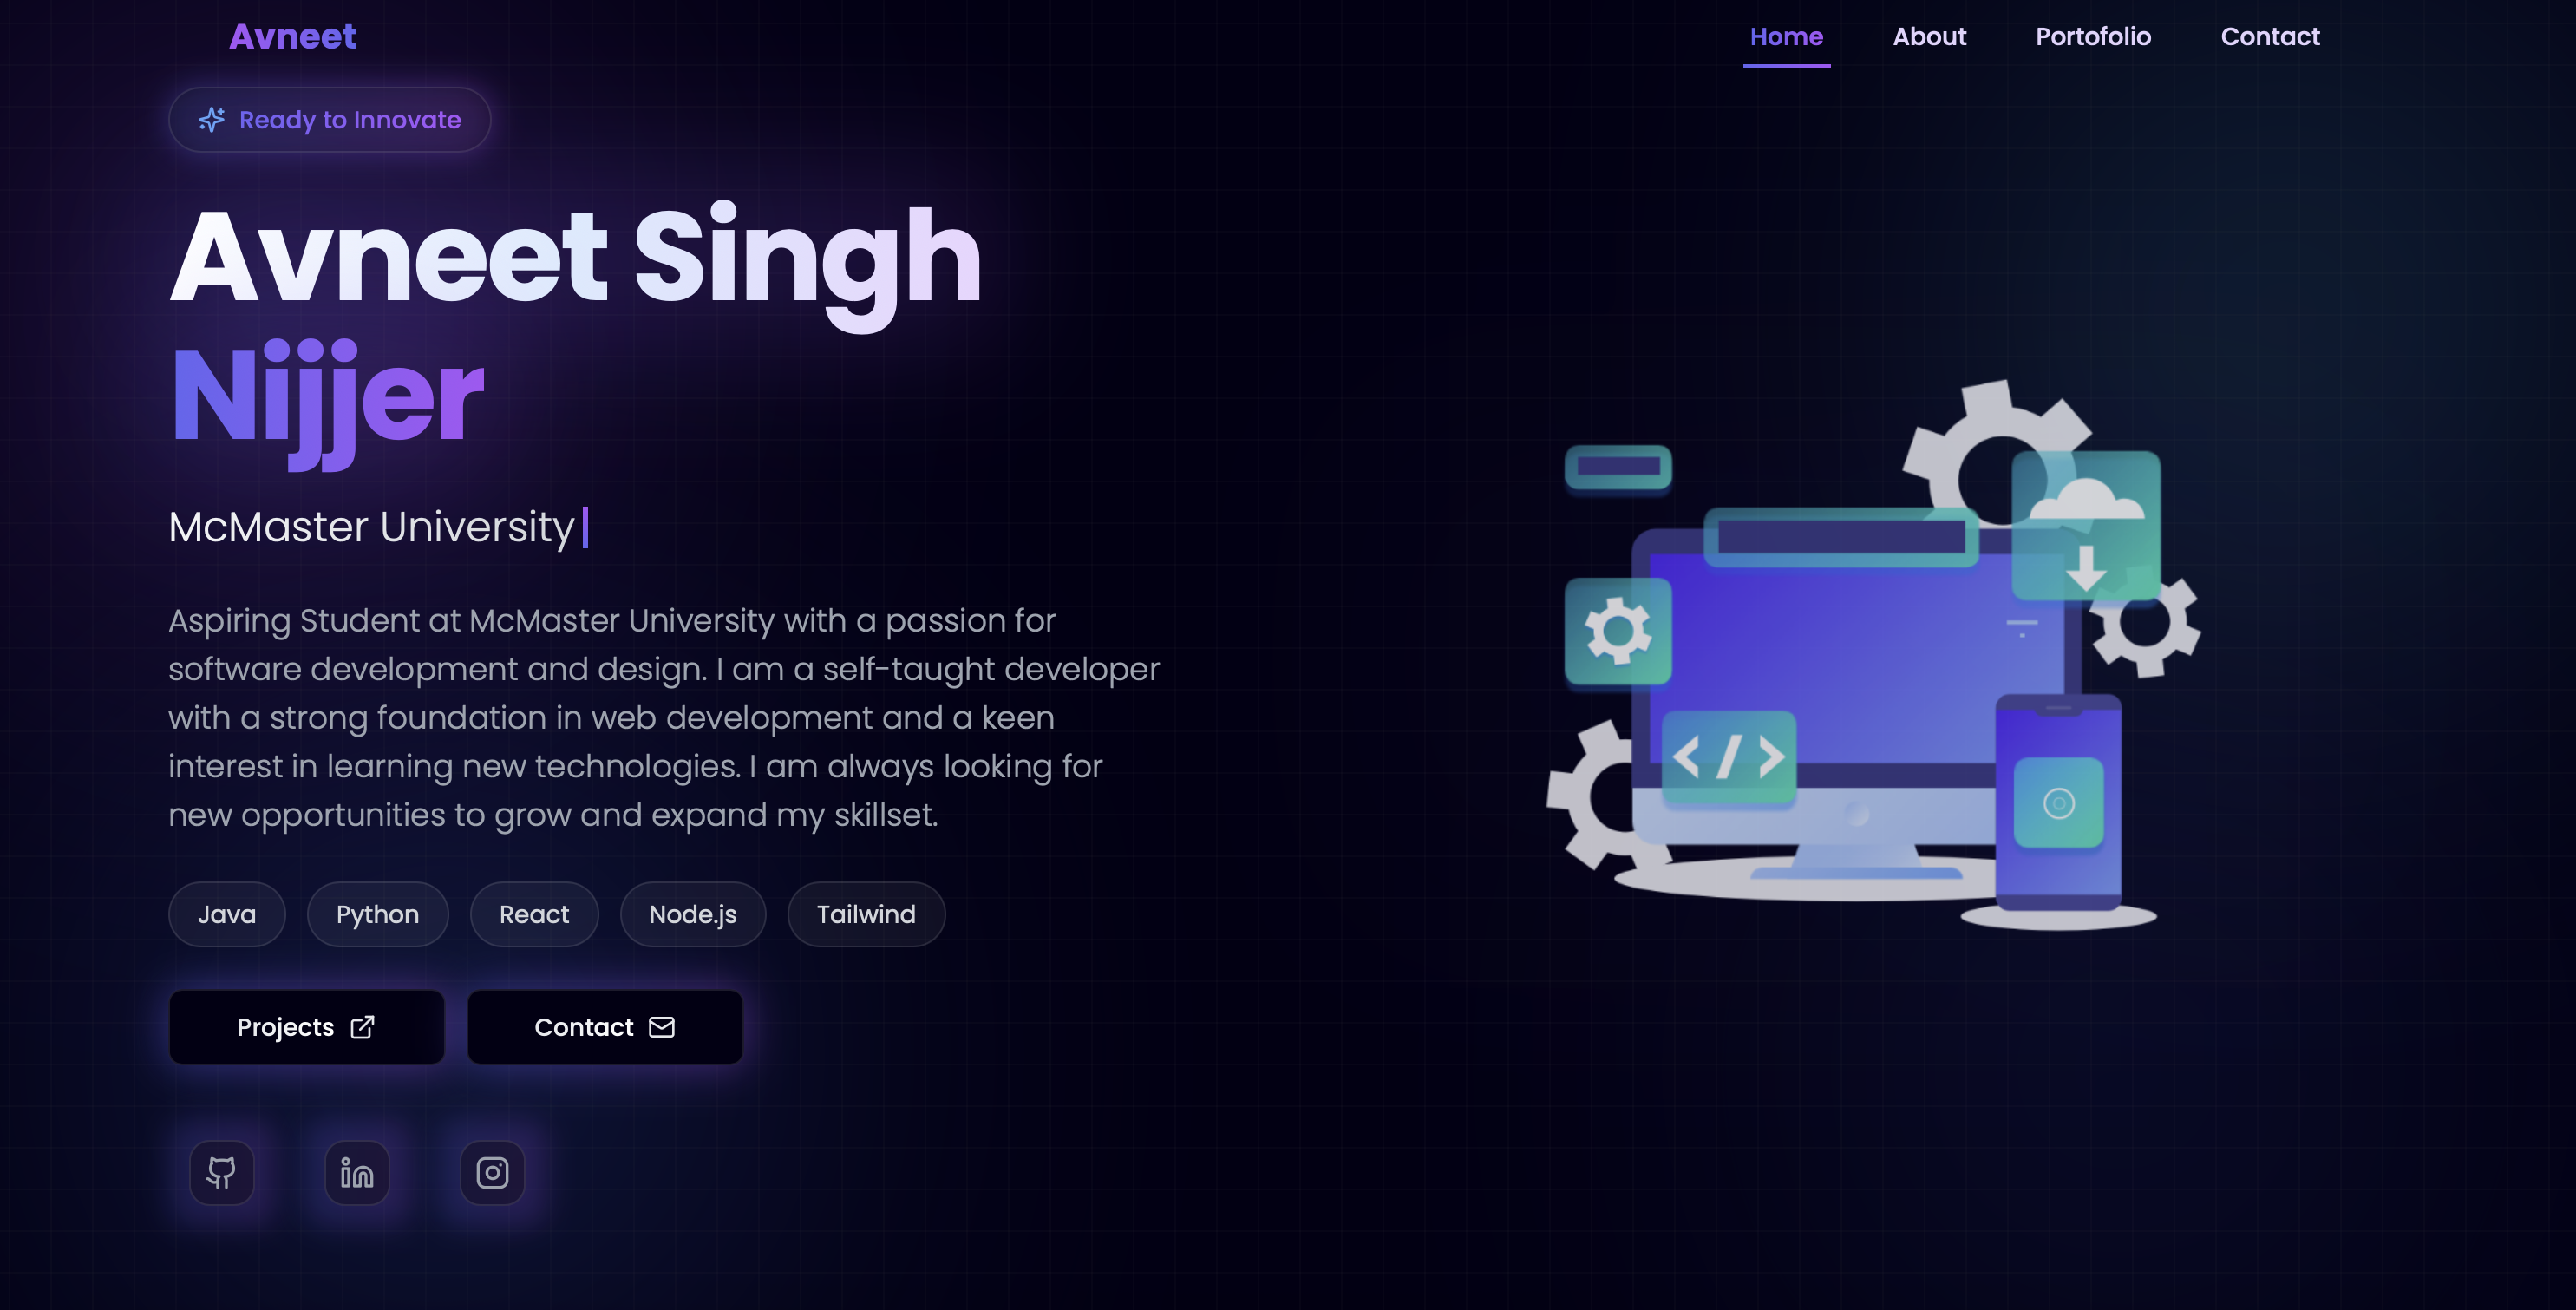 Avneet
Home About Portofolio Contact
Ready to Innovate
Avneet Singh
Nijjer
McMaster University
Aspiring Student at McMaster University with a passion for
software development and design. I am a self-taught developer
with a strong foundation in web development and a keen
interest in learning new technologies. I am always looking for
new opportunities to grow and expand my skillset.
Java Python React Node.js Tailwind
Projects Contact
in
</>